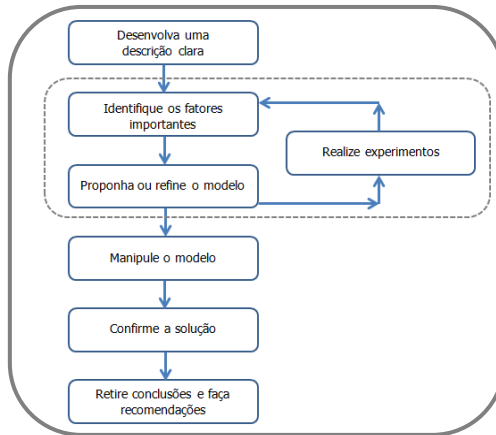 Desenvolva uma
descrição clara
Identifique os fatores
importantes
Realize experimentos
Proponha ou refine o modelo
Manipule o modelo
Confirme a solução
Retire conclusões e faça
recomendações